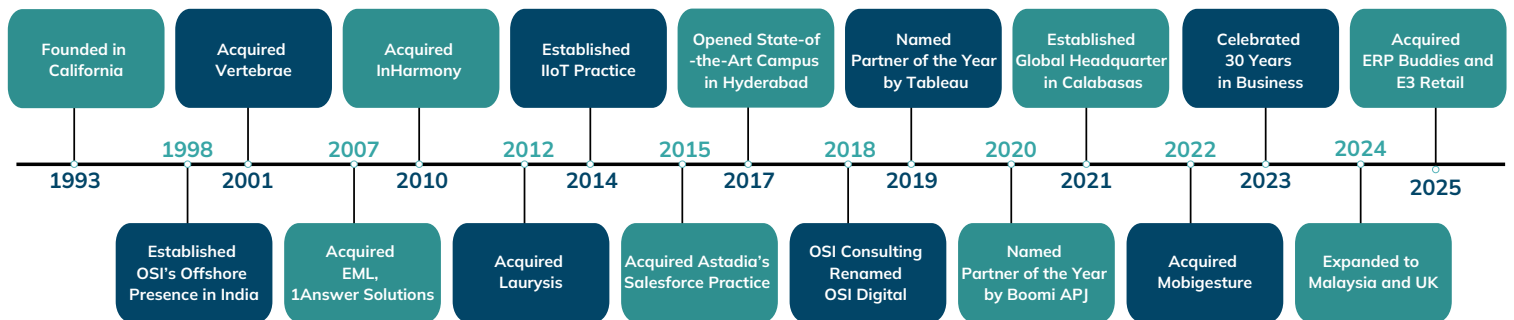 Founded in
California
Acquired
Vertebrae
Acquired
InHarmony
Established
IIoT Practice
Opened State-of
-the-Art Campus
in Hyderabad
Named
Partner of the Year
by Tableau
Established
Global Headquarter
in Calabasas
Celebrated
30 Years
in Business
Acquired
ERP Buddies and
E3 Retail
1998
2007
2012
2015
2018
2020
2022
2024
1993
2001
2010
2014
2017
2019
2021
2023
2025
Established
OSI's Offshore
Presence in India
Acquired
EML,
1Answer Solutions
Acquired
Laurysis
Acquired Astadia's
Salesforce Practice
OSI Consulting
Renamed
OSI Digital
Named
Partner of the Year
by Boomi APJ
Acquired
Mobigesture
Expanded to
Malaysia and UK